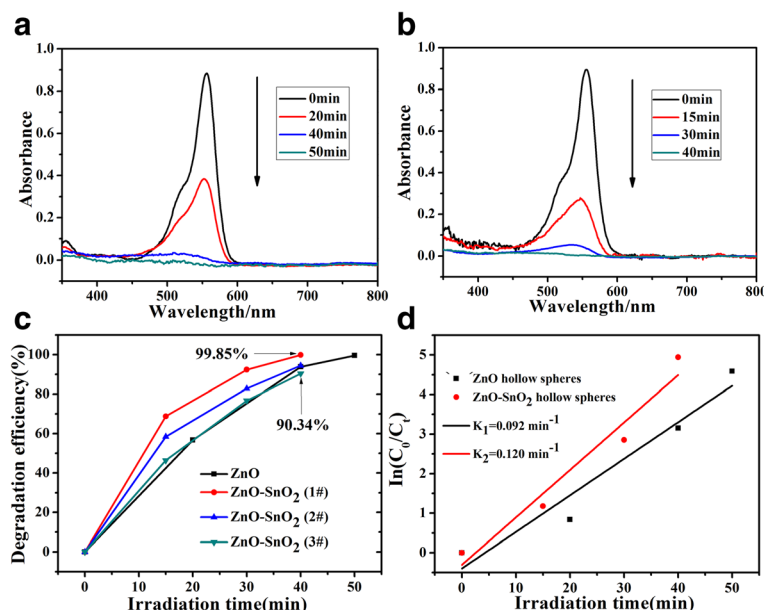 a
Absorbance
1.0
0.8
0.6
0.4
0.2
0.0
0min
20min
40min
50min
400 500 600 700 800
Wavelength/nm
b
Absorbance
1.0
0.8
0.6
0.4
0.2
0.0
0min
15min
30min
40min
400 500 600 700 800
Wavelength/nm
c
Degradation efficiency(%)
100
80
60
40
20
0
99.85%
90.34%
ZnO
ZnO-SnO₂ (1#)
ZnO-SnO₂ (2#)
ZnO-SnO₂ (3#)
0 10 20 30 40 50
Irradiation time(min)
d
In(C₀/Cₜ)
5
4
3
2
1
0
ZnO hollow spheres
ZnO-SnO₂ hollow spheres
K₁=0.092 min⁻¹
K₂=0.120 min⁻¹
0 10 20 30 40 50
Irradiation time(min)